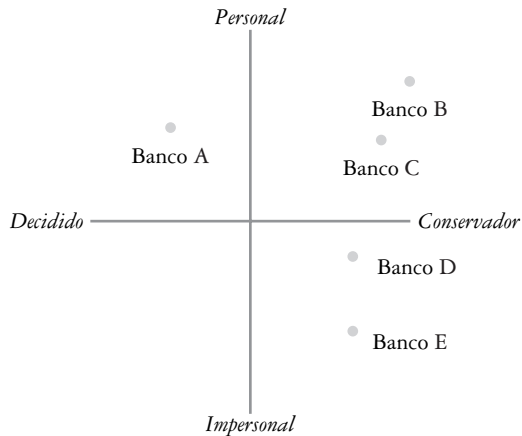 Personal
Banco B
Banco A
Banco C
Decidido
Conservador
Banco D
Banco E
Impersonal